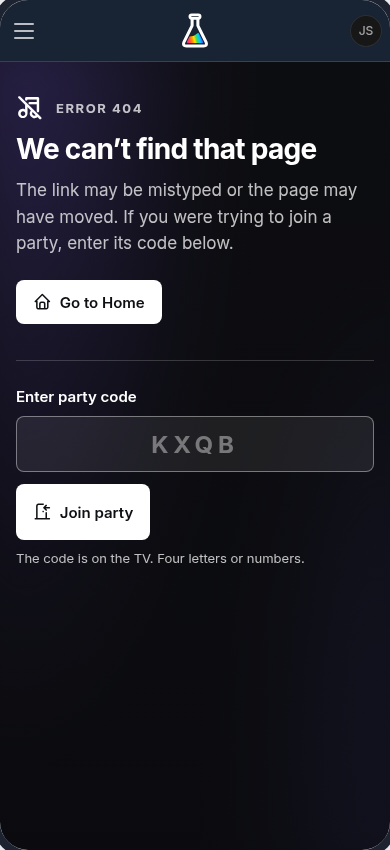 JS
ERROR 404
We can’t find that page
The link may be mistyped or the page may
have moved. If you were trying to join a
party, enter its code below.
Go to Home
Enter party code
KXQB
Join party
The code is on the TV. Four letters or numbers.